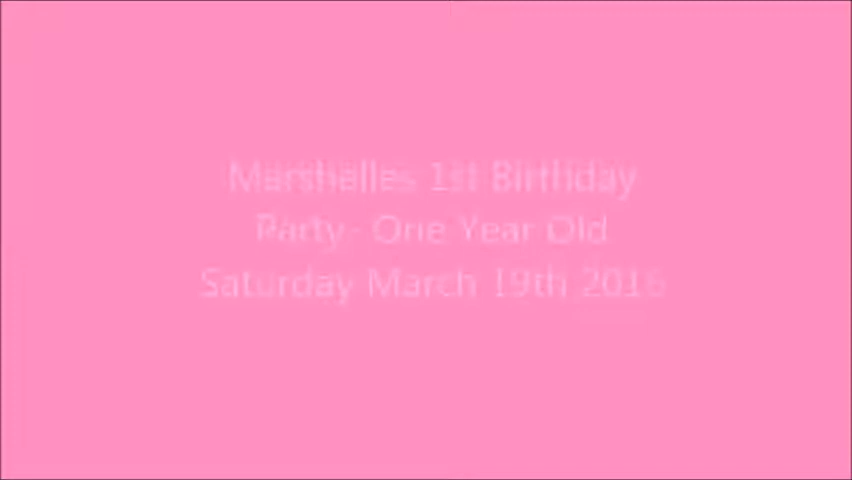 Marshelles 1st Birthday
Party- One Year Old
Saturday March 19th 2016